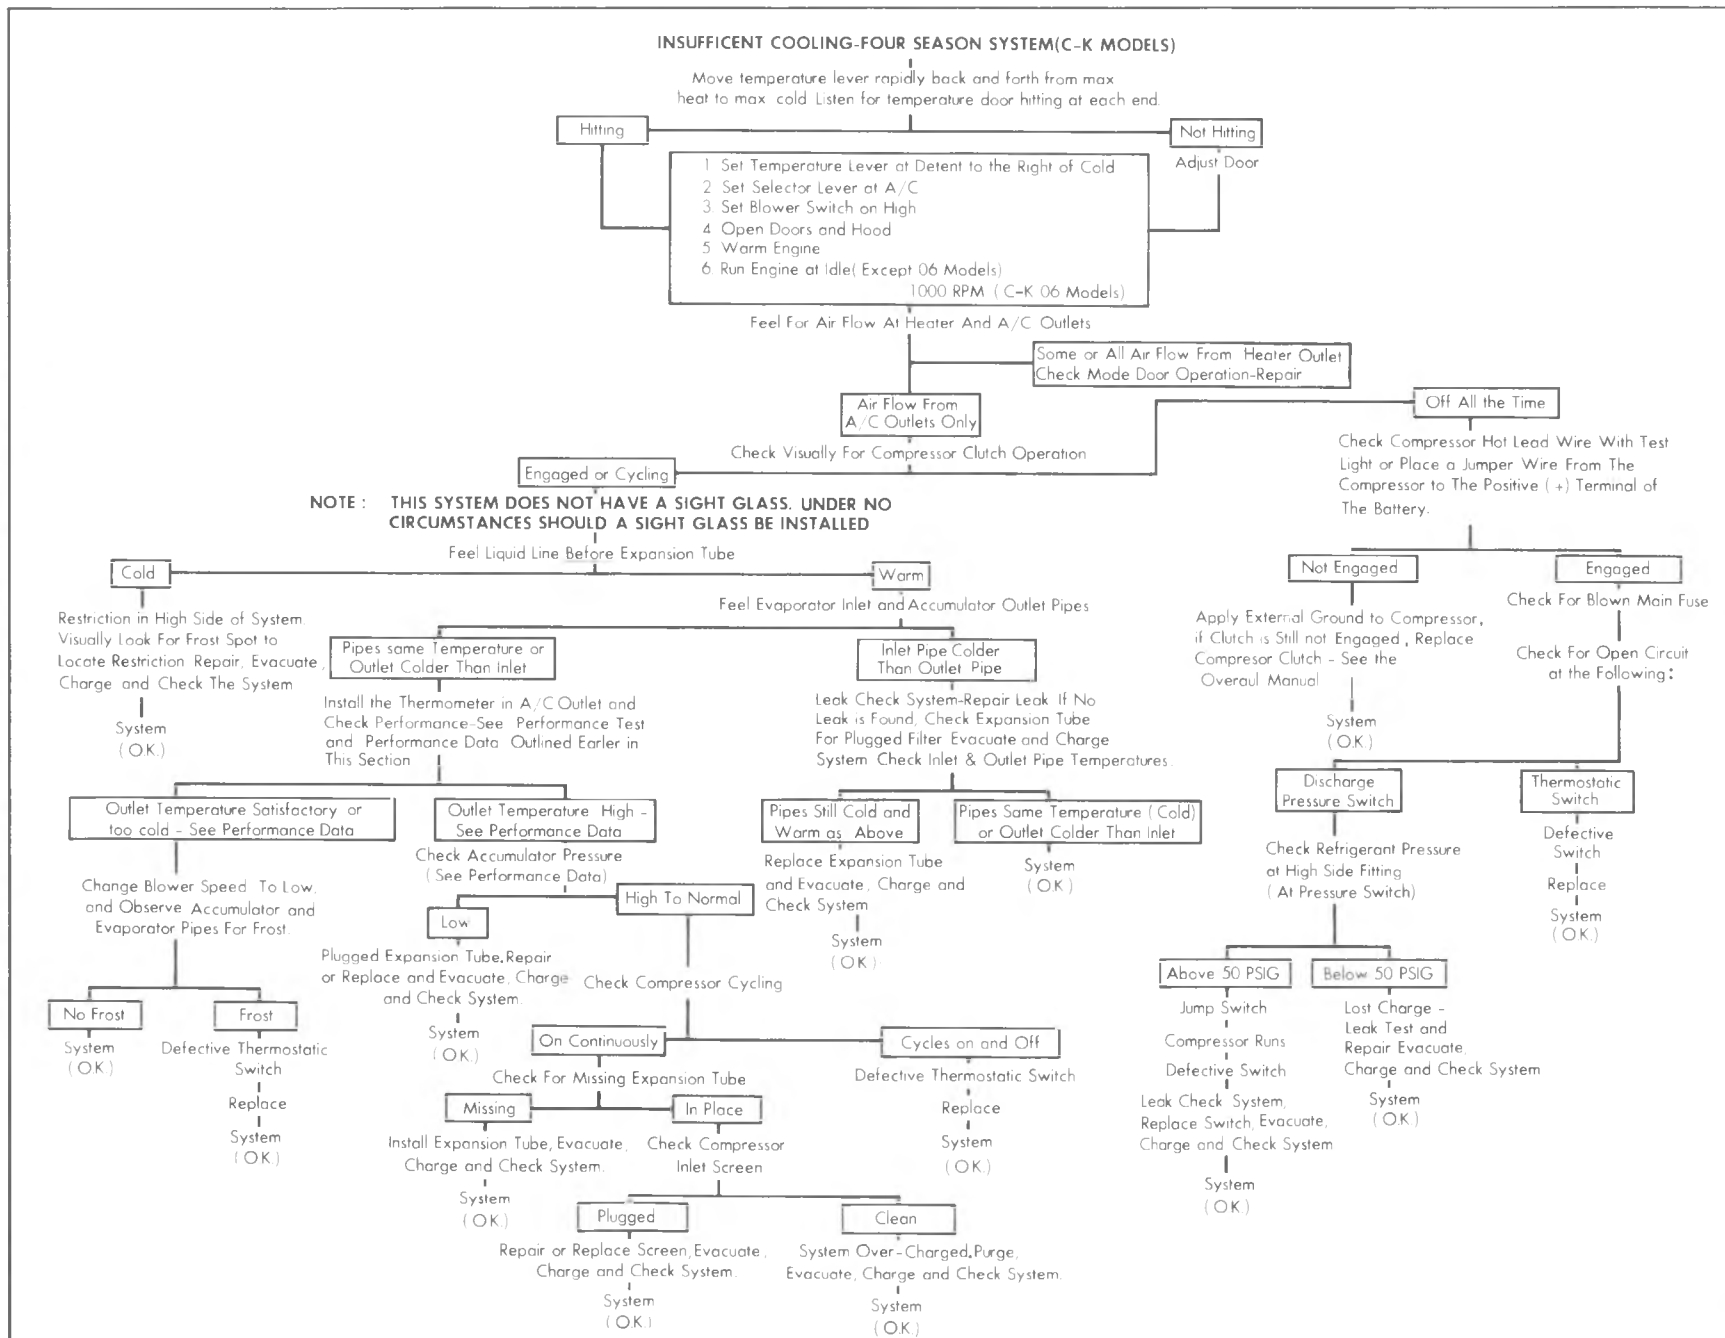 INSUFFICENT COOLING-FOUR SEASON SYSTEM(C-K MODELS)
Move temperature lever rapidly back and forth from max
heat to max cold Listen for temperature door hitting at each end.
Hitting
Not Hitting
Adjust Door
1 Set Temperature Lever at Detent to the Right of Cold
2 Set Selector Lever at A/C
3 Set Blower Switch on High
4 Open Doors and Hood
5 Warm Engine
6 Run Engine at Idle( Except 06 Models)
1000 RPM ( C-K 06 Models)
Feel For Air Flow At Heater And A/C Outlets
Some or All Air Flow From Heater Outlet
Check Mode Door Operation-Repair
Air Flow From
A/C Outlets Only
Off All the Time
Check Visually For Compressor Clutch Operation
Engaged or Cycling
Check Compressor Hot Lead Wire With Test
Light or Place a Jumper Wire From The
Compressor to The Positive (+) Terminal of
The Battery.
NOTE : THIS SYSTEM DOES NOT HAVE A SIGHT GLASS. UNDER NO
CIRCUMSTANCES SHOULD A SIGHT GLASS BE INSTALLED
Feel Liquid Line Before Expansion Tube
Cold
Warm
Not Engaged
Engaged
Restriction in High Side of System.
Visually Look For Frost Spot to
Locate Restriction Repair, Evacuate,
Charge and Check The System
System
( O.K.)
Feel Evaporator Inlet and Accumulator Outlet Pipes
Pipes same Temperature or
Outlet Colder Than Inlet
Inlet Pipe Colder
Than Outlet Pipe
Apply External Ground to Compressor,
if Clutch is Still not Engaged , Replace
Compresor Clutch - See the
Overaul Manual
System
( O.K.)
Check For Blown Main Fuse
Check For Open Circuit
at the Following:
Install the Thermometer in A/C Outlet and
Check Performance-See Performance Test
and Performance Data Outlined Earler in
This Section
Leak Check System-Repair Leak If No
Leak is Found, Check Expansion Tube
For Plugged Filter Evacuate and Charge
System Check Inlet & Outlet Pipe Temperatures.
Discharge
Pressure Switch
Thermostatic
Switch
Outlet Temperature Satisfactory or
too cold - See Performance Data
Outlet Temperature High -
See Performance Data
Pipes Still Cold and
Warm as Above
Pipes Same Temperature ( Cold)
or Outlet Colder Than Inlet
Check Accumulator Pressure
(See Performance Data)
Replace Expansion Tube
and Evacuate, Charge and
Check System
System
(OK)
System
(OK)
Check Refrigerant Pressure
at High Side Fitting
( At Pressure Switch)
Defective
Switch
Replace
System
(O.K.)
Change Blower Speed To Low,
and Observe Accumulator and
Evaporator Pipes For Frost.
Low
High To Normal
Plugged Expansion Tube.Repair
or Replace and Evacuate, Charge
and Check System.
System
(O.K.)
Check Compressor Cycling
Above 50 PSIG
Below 50 PSIG
Jump Switch
Compressor Runs
Defective Switch
Leak Check System,
Replace Switch, Evacuate,
Charge and Check System
System
(O.K.)
Lost Charge -
Leak Test and
Repair Evacuate,
Charge and Check System
System
(O.K.)
No Frost
Frost
System
(O.K.)
Defective Thermostatic
Switch
Replace
System
(O.K.)
On Continuously
Cycles on and Off
Check For Missing Expansion Tube
Defective Thermostatic Switch
Replace
System
(O.K.)
Missing
In Place
Install Expansion Tube, Evacuate,
Charge and Check System.
System
(O.K.)
Check Compressor
Inlet Screen
Plugged
Clean
Repair or Replace Screen, Evacuate,
Charge and Check System.
System
(O.K.)
System Over-Charged.Purge,
Evacuate, Charge and Check System.
System
(O.K.)